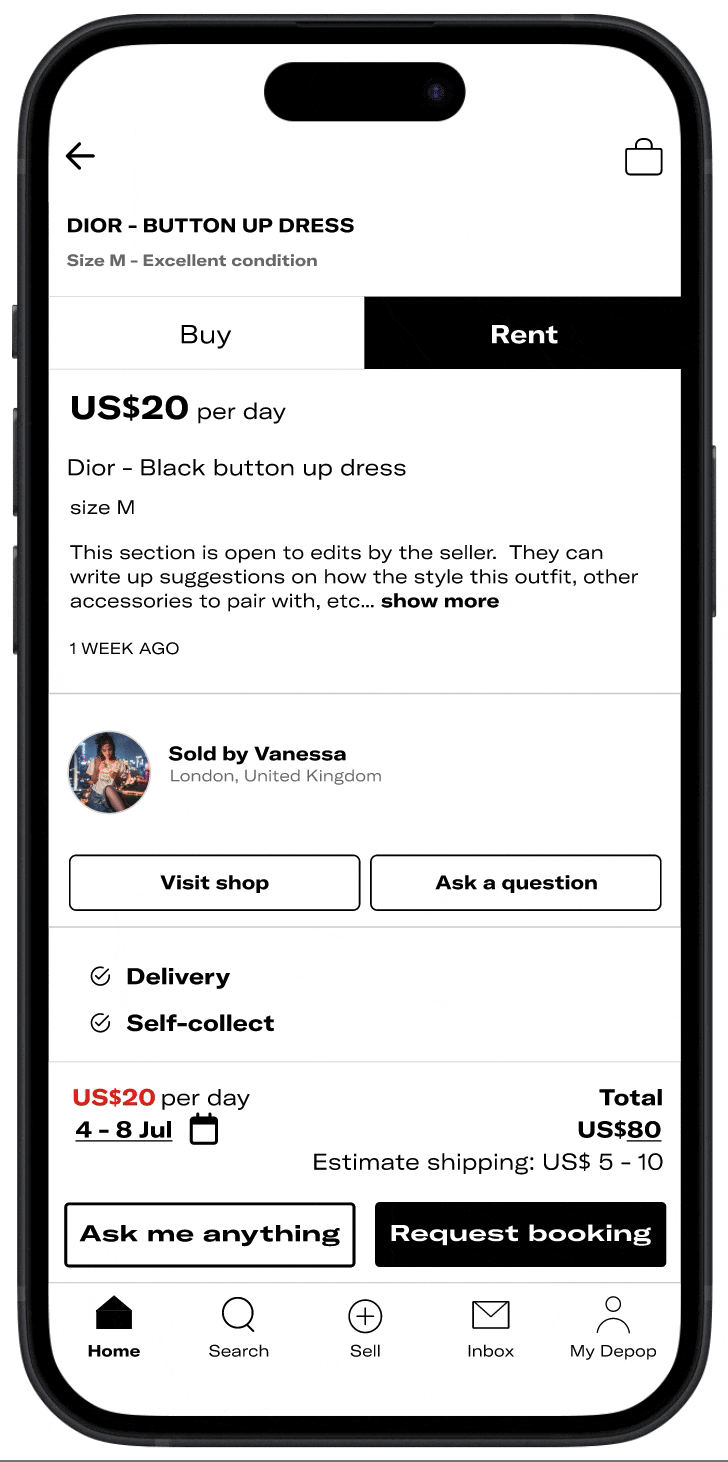 DIOR - BUTTON UP DRESS
Size M - Excellent condition
Buy Rent
US$20 per day
Dior - Black button up dress
size M
This section is open to edits by the seller.  They can
write up suggestions on how the style this outfit, other
accessories to pair with, etc... show more
1 WEEK AGO
Sold by Vanessa
London, United Kingdom
Visit shop Ask a question
Delivery
Self-collect
US$20 per day Total
4 - 8 Jul US$80
Estimate shipping: US$ 5 - 10
Ask me anything Request booking
Home Search Sell Inbox My Depop